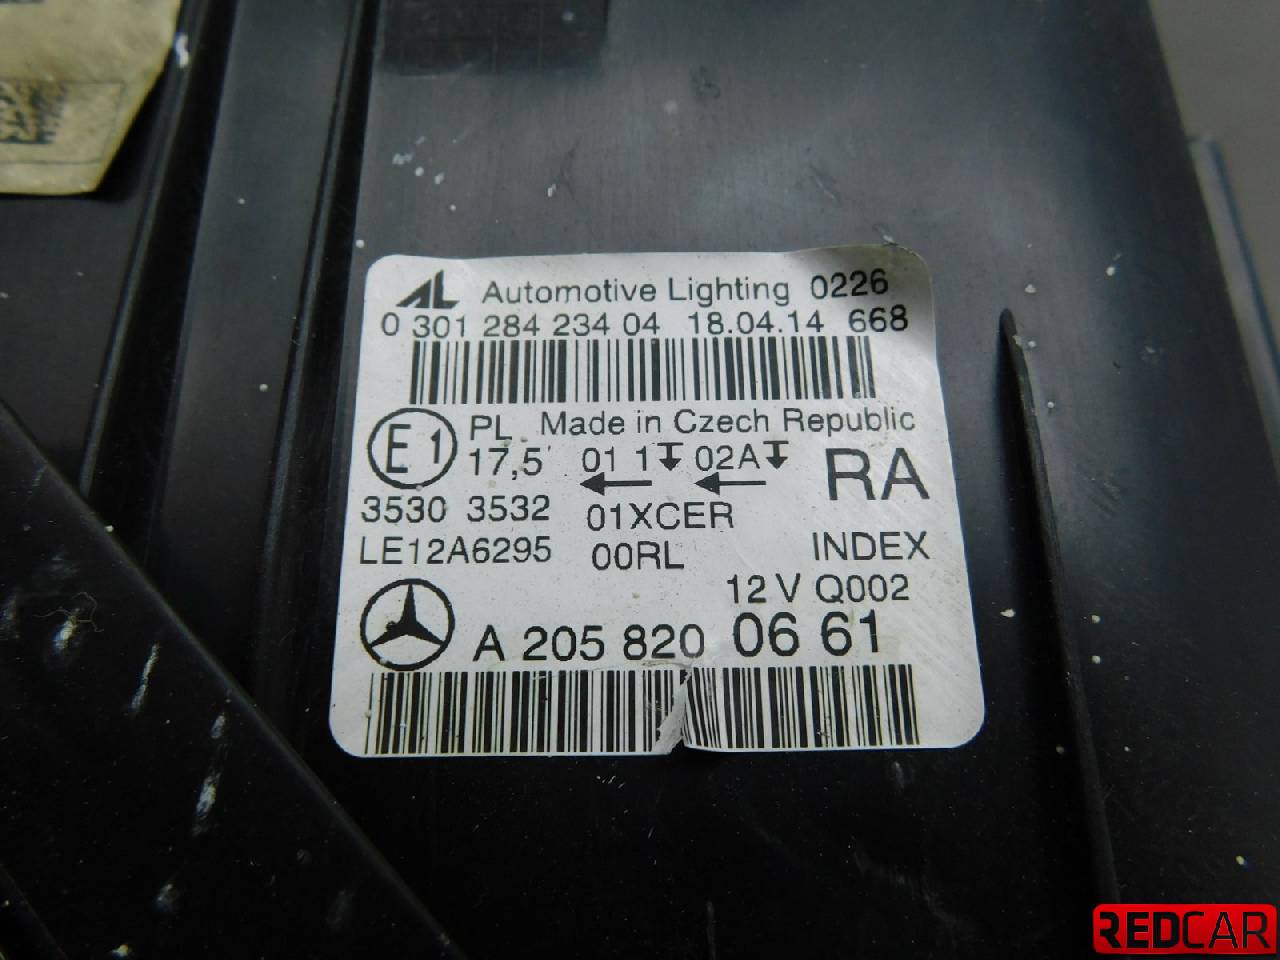 AL Automotive Lighting 0226
0 301 284 234 04 18.04.14 668
E1 PL Made in Czech Republic
17,5' 01 1 02A RA
3530 3532 01XCER
LE12A6295 00RL INDEX
12 V Q002
A 205 820 06 61
REDCAR